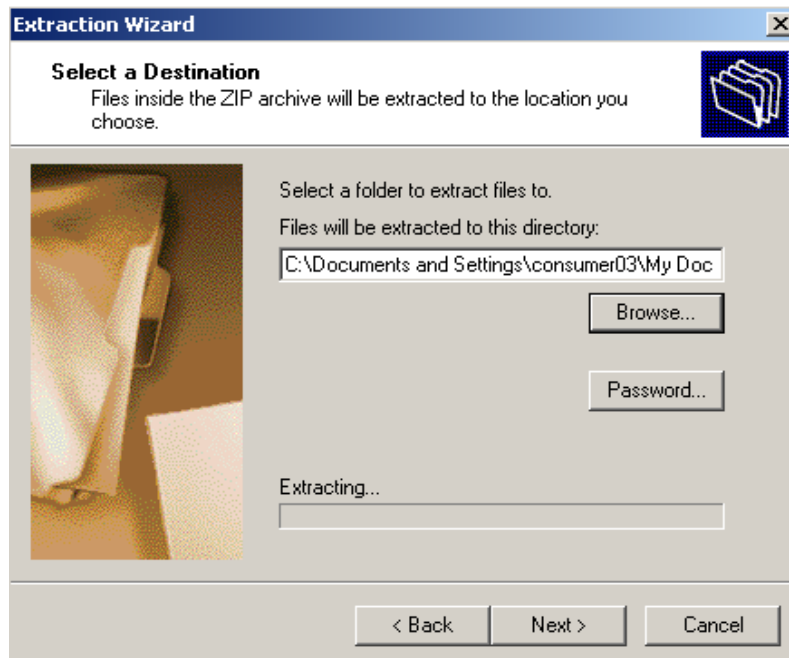 Extraction Wizard
Select a Destination
Files inside the ZIP archive will be extracted to the location you
choose.
Select a folder to extract files to.
Files will be extracted to this directory:
C:\Documents and Settings\consumer03\My Doc
Browse...
Password...
Extracting...
< Back
Next >
Cancel